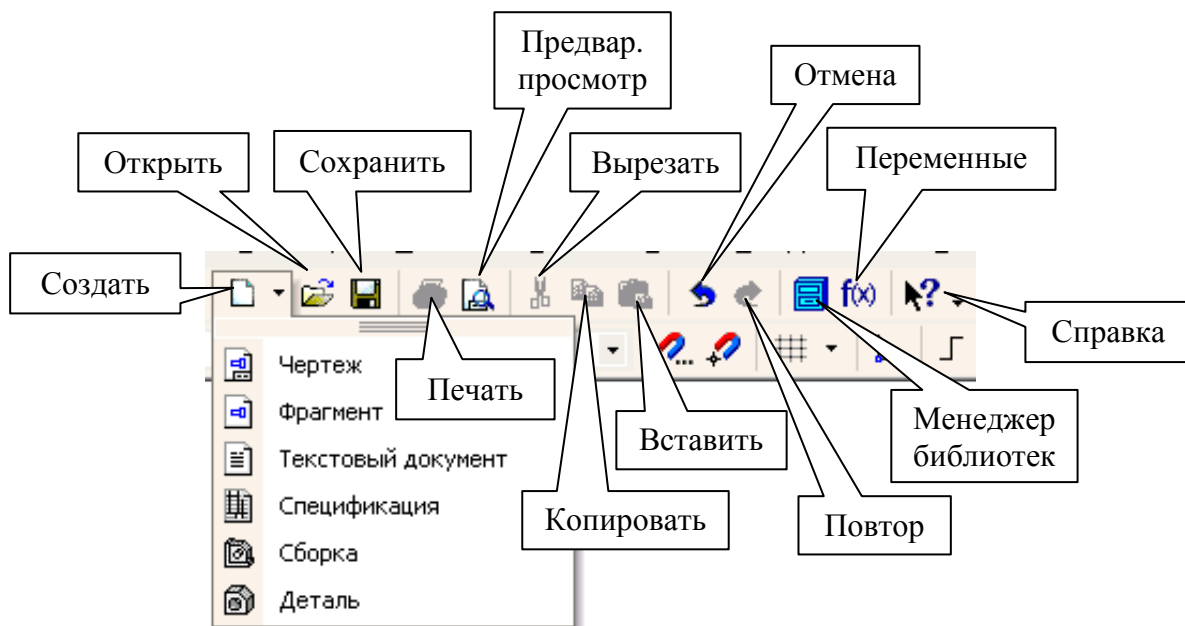 Предвар.
просмотр
Отмена
Открыть
Сохранить
Вырезать
Переменные
Создать
f(x)
?
Справка
Чертеж
Печать
Фрагмент
Вставить
Менеджер
библиотек
Текстовый документ
Спецификация
Копировать
Повтор
Сборка
Деталь